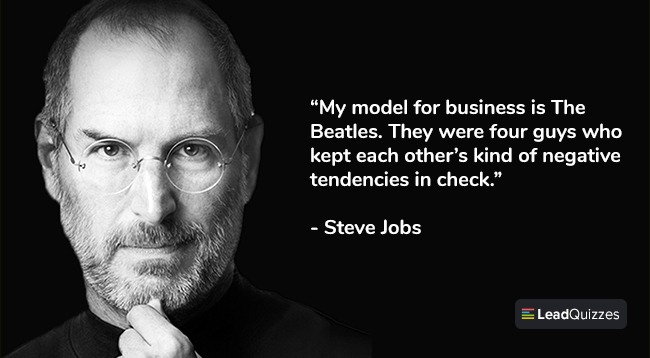 “My model for business is The
Beatles. They were four guys who
kept each other’s kind of negative
tendencies in check.”
- Steve Jobs
LeadQuizzes